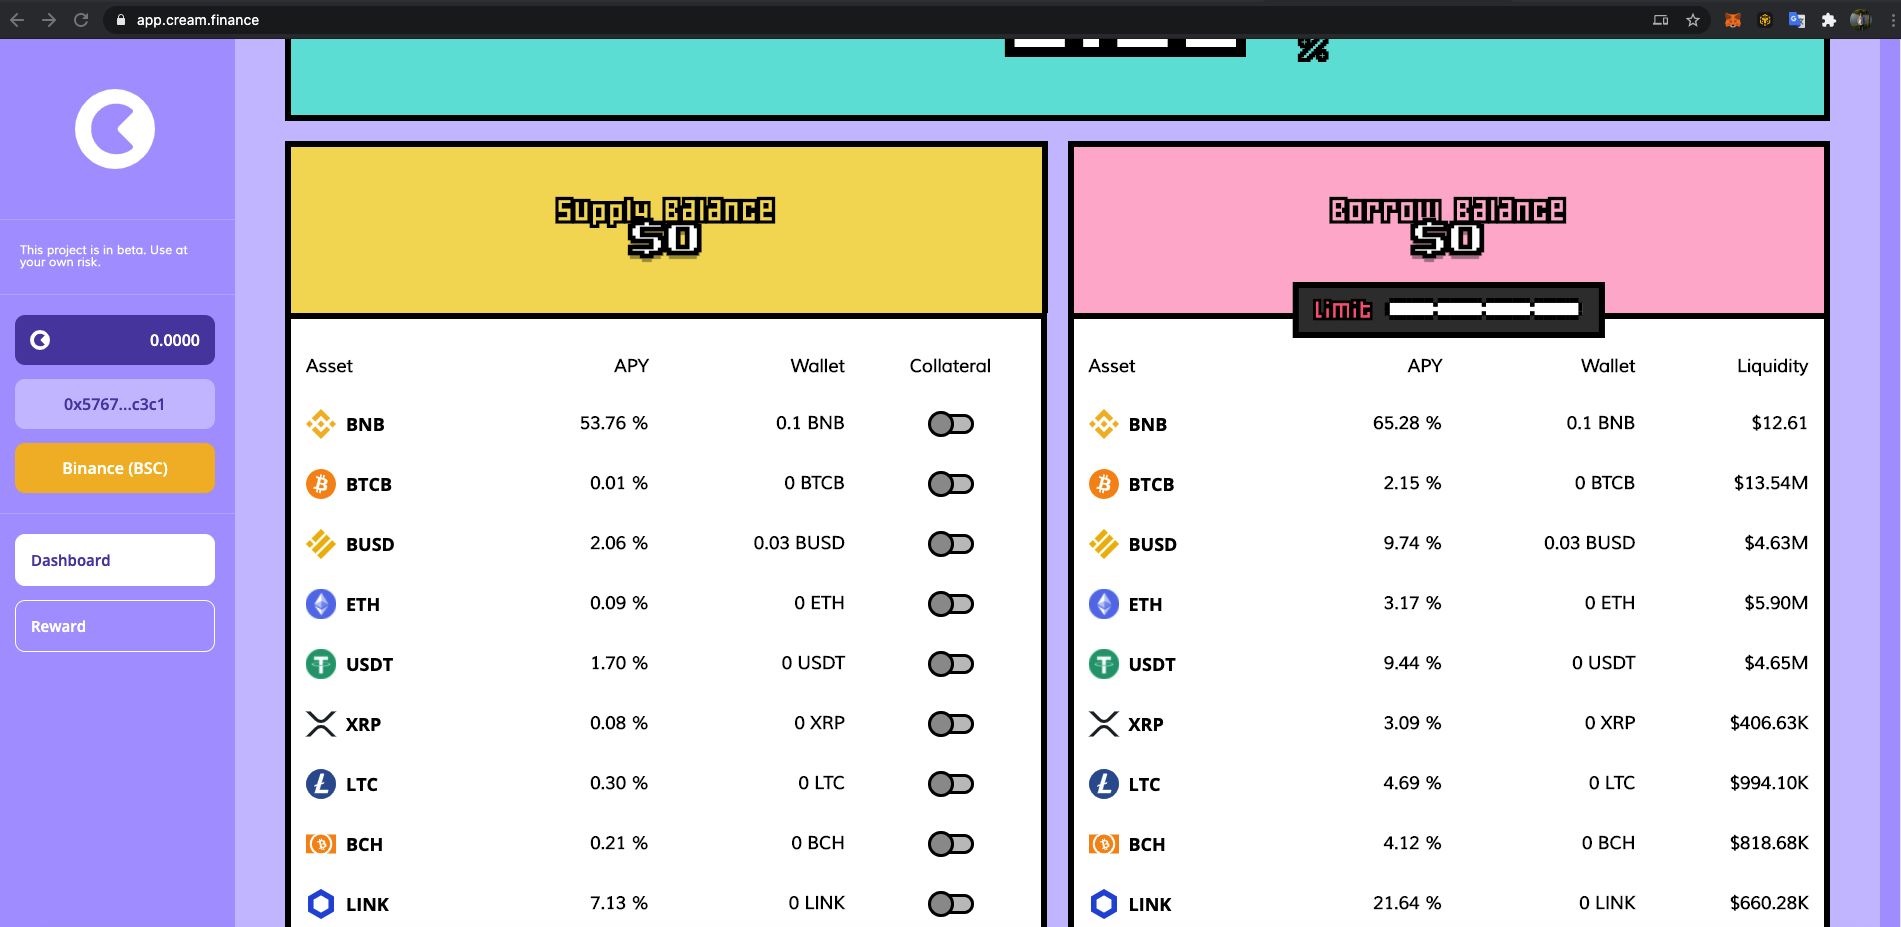 app.cream.finance
This project is in beta. Use at
your own risk.
0.0000
0x5767...c3c1
Binance (BSC)
Dashboard
Reward
%
Supply Balance
$0
Asset APY Wallet Collateral
BNB 53.76 % 0.1 BNB
BTCB 0.01 % 0 BTCB
BUSD 2.06 % 0.03 BUSD
ETH 0.09 % 0 ETH
USDT 1.70 % 0 USDT
XRP 0.08 % 0 XRP
LTC 0.30 % 0 LTC
BCH 0.21 % 0 BCH
LINK 7.13 % 0 LINK
Borrow Balance
$0
Limit
Asset APY Wallet Liquidity
BNB 65.28 % 0.1 BNB $12.61
BTCB 2.15 % 0 BTCB $13.54M
BUSD 9.74 % 0.03 BUSD $4.63M
ETH 3.17 % 0 ETH $5.90M
USDT 9.44 % 0 USDT $4.65M
XRP 3.09 % 0 XRP $406.63K
LTC 4.69 % 0 LTC $994.10K
BCH 4.12 % 0 BCH $818.68K
LINK 21.64 % 0 LINK $660.28K